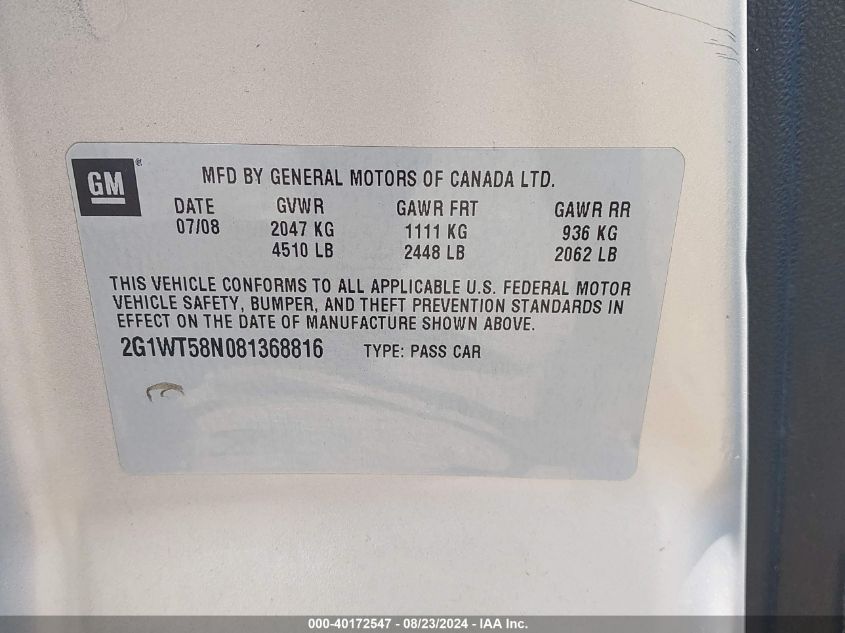 GM®
MFD BY GENERAL MOTORS OF CANADA LTD.
DATE GVWR GAWR FRT GAWR RR
07/08 2047 KG 1111 KG 936 KG
4510 LB 2448 LB 2062 LB
THIS VEHICLE CONFORMS TO ALL APPLICABLE U.S. FEDERAL MOTOR
VEHICLE SAFETY, BUMPER, AND THEFT PREVENTION STANDARDS IN
EFFECT ON THE DATE OF MANUFACTURE SHOWN ABOVE.
2G1WT58N081368816 TYPE: PASS CAR
000-40172547 - 08/23/2024 - IAA Inc.